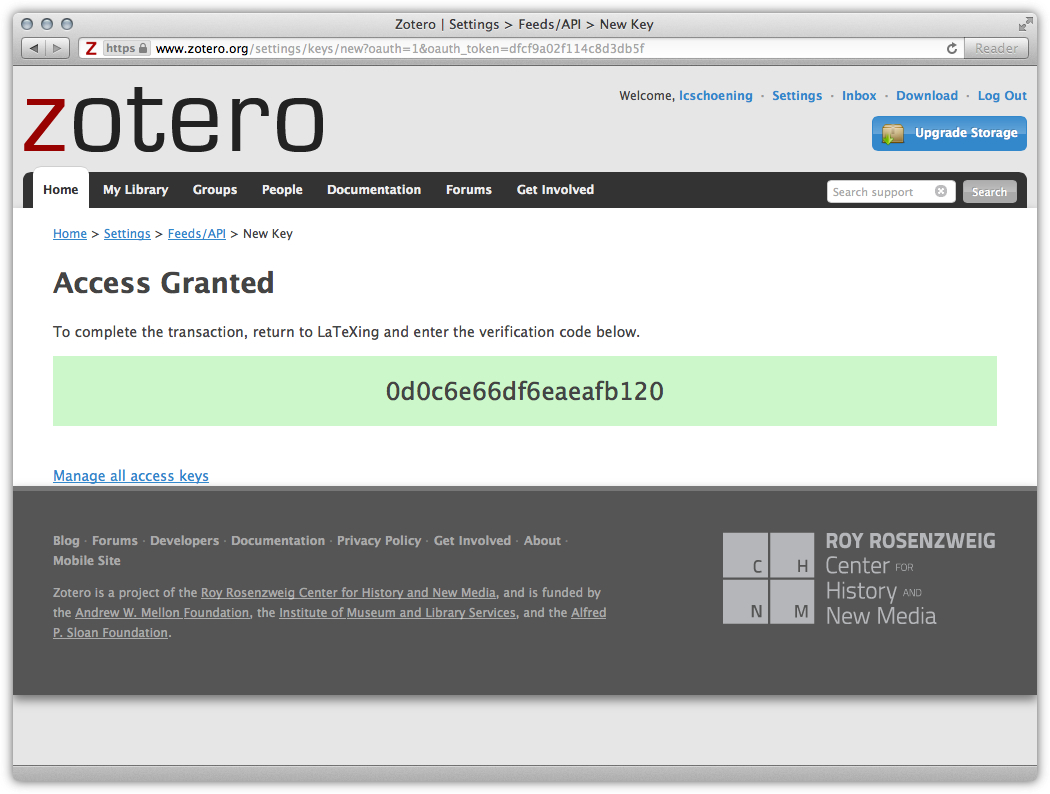 Zotero | Settings > Feeds/API > New Key
Z https www.zotero.org/settings/keys/new?oauth=1&oauth_token=dfcf9a02f114c8d3db5f Reader
zotero
Welcome, lcschoening · Settings · Inbox · Download · Log Out
Upgrade Storage
Home My Library Groups People Documentation Forums Get Involved Search support Search
Home > Settings > Feeds/API > New Key
Access Granted
To complete the transaction, return to LaTeXing and enter the verification code below.
0d0c6e66df6eaeafb120
Manage all access keys
Blog · Forums · Developers · Documentation · Privacy Policy · Get Involved · About ·
Mobile Site
Zotero is a project of the Roy Rosenzweig Center for History and New Media, and is funded by
the Andrew W. Mellon Foundation, the Institute of Museum and Library Services, and the Alfred
P. Sloan Foundation.
C H
N M
ROY ROSENZWEIG
Center FOR
History AND
New Media